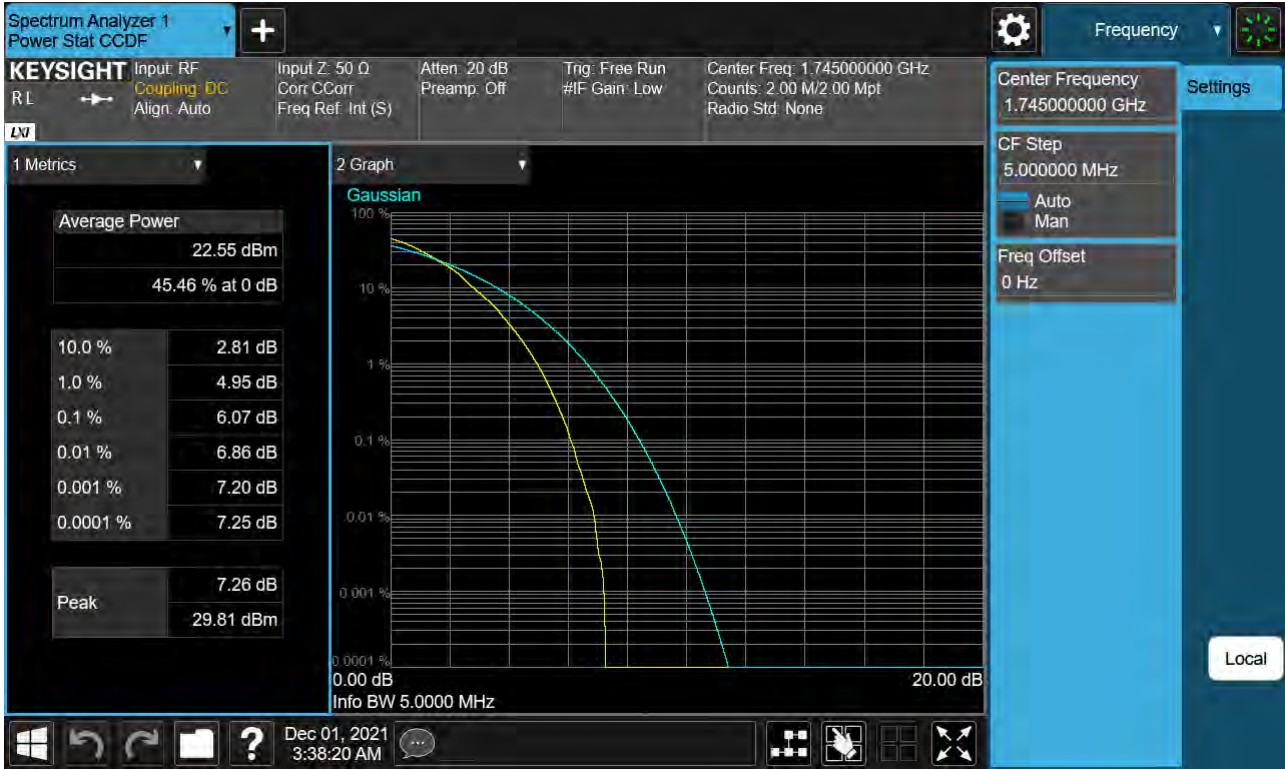 Spectrum Analyzer 1
Power Stat CCDF
+
Frequency
KEYSIGHT
RL
LXI
Input: RF
Coupling: DC
Align: Auto
Input Z: 50 Ω
Corr CCorr
Freq Ref: Int (S)
Atten: 20 dB
Preamp: Off
Trig: Free Run
#IF Gain: Low
Center Freq: 1.745000000 GHz
Counts: 2.00 M/2.00 Mpt
Radio Std: None
Center Frequency
1.745000000 GHz
Settings
CF Step
5.000000 MHz
Auto
Man
Freq Offset
0 Hz
Local
1 Metrics
Average Power
22.55 dBm
45.46 % at 0 dB
10.0 % 2.81 dB
1.0 % 4.95 dB
0.1 % 6.07 dB
0.01 % 6.86 dB
0.001 % 7.20 dB
0.0001 % 7.25 dB
Peak
7.26 dB
29.81 dBm
2 Graph
Gaussian
100 %
10 %
1 %
0.1 %
0.01 %
0.001 %
0.0001 %
0.00 dB 20.00 dB
Info BW 5.0000 MHz
?
Dec 01, 2021
3:38:20 AM